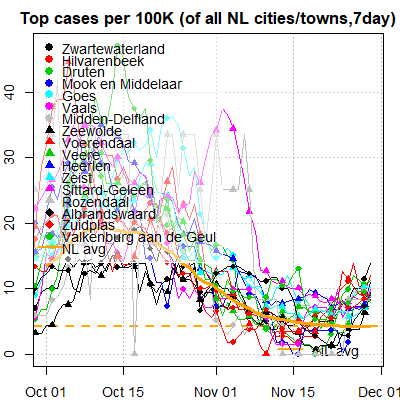 Top cases per 100K (of all NL cities/towns,7day)
Zwartewaterland
Hilvarenbeek
Druten
Mook en Middelaar
Goes
Vaals
Midden-Delfland
Zeewolde
Veenendaal
Veere
Heerlen
Zeist
Sittard-Geleen
Rozendaal
Albrandswaard
Zuidplas
Valkenburg aan de Geul
NL avg
NL avg
0
10
20
30
40
Oct 01
Oct 15
Nov 01
Nov 15
Dec 01